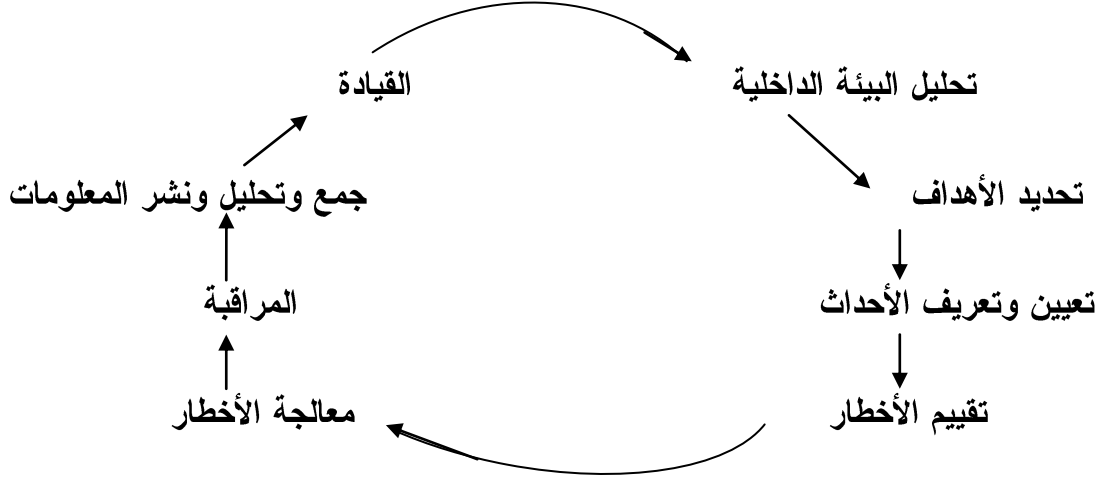 القيادة
تحليل البيئة الداخلية
تحديد الأهداف
تعيين وتعريف الأحداث
تقييم الأخطار
معالجة الأخطار
المراقبة
جمع وتحليل ونشر المعلومات